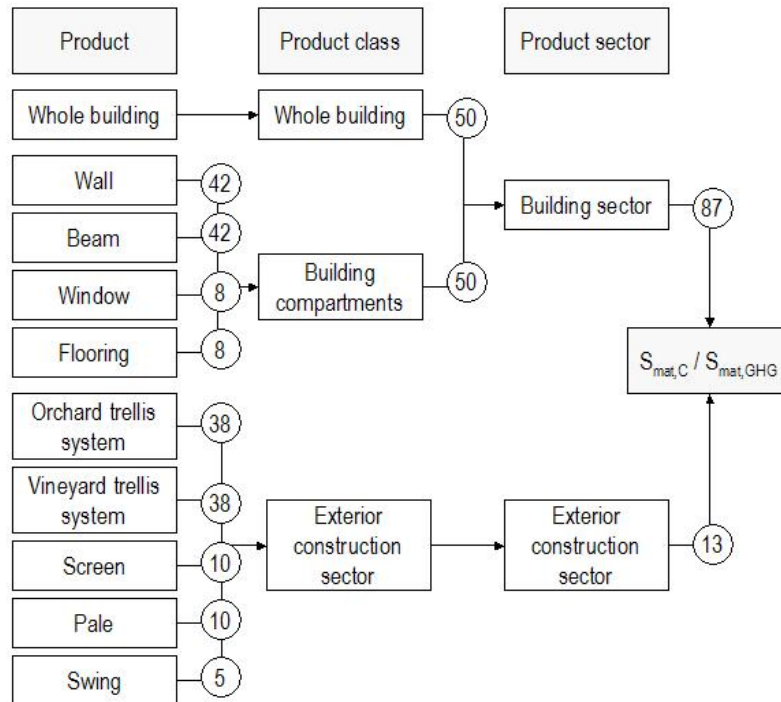 Product
Product class
Product sector
Whole building
Whole building
50
Wall
42
Beam
42
Building sector
87
Window
8
Building
compartments
50
Flooring
8
S_mat,C / S_mat,GHG
Orchard trellis
system
38
Vineyard trellis
system
38
Exterior
construction
sector
Exterior
construction
sector
13
Screen
10
Pale
10
Swing
5